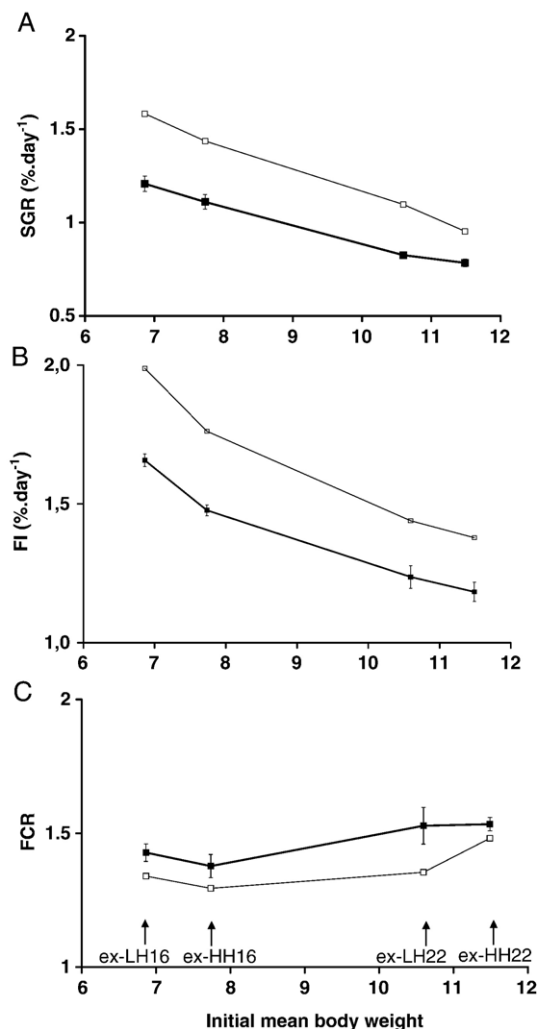 A
2
1.5
1
0.5
SGR (%.day-1)
6 7 8 9 10 11 12
B
2,0
1,5
1,0
FI (%.day-1)
6 7 8 9 10 11 12
C
2
1.5
1
FCR
ex-LH16 ex-HH16 ex-LH22 ex-HH22
6 7 8 9 10 11 12
Initial mean body weight